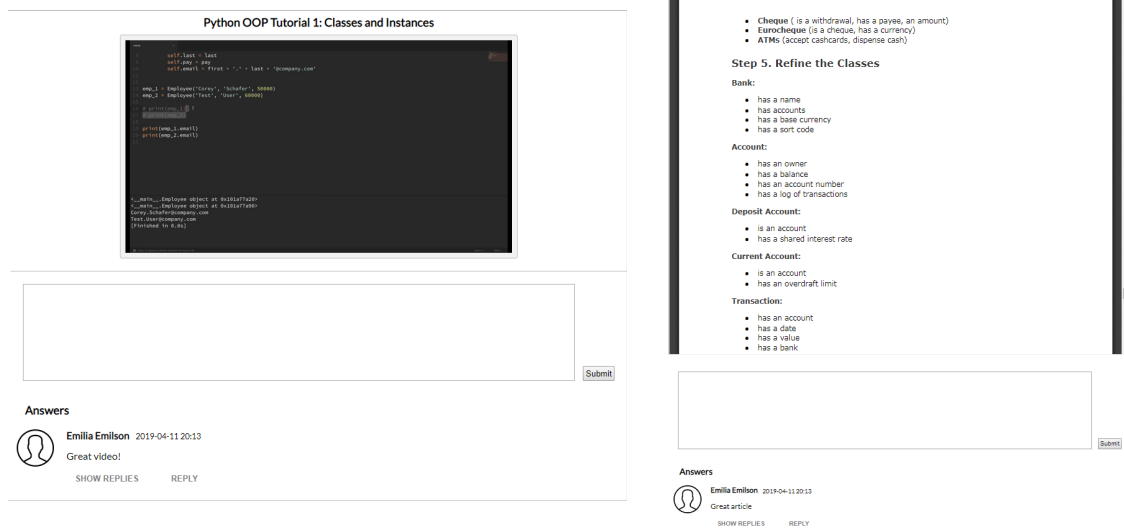 Python OOP Tutorial 1: Classes and Instances
self.last = last
self.pay = pay
self.email = first + '.' + last + '@company.com'
emp_1 = Employee('Corey', 'Schafer', 50000)
emp_2 = Employee('Test', 'User', 60000)
# print(emp_1)
# print(emp_2)
print(emp_1.email)
print(emp_2.email)
<__main__.Employee object at 0x101a77a20>
<__main__.Employee object at 0x101a77a90>
Corey.Schafer@company.com
Test.User@company.com
[Finished in 0.0s]
Submit
Answers
Emilia Emilson 2019-04-11 20:13
Great video!
SHOW REPLIES REPLY
• Cheque ( is a withdrawal, has a payee, an amount)
• Eurocheque (is a cheque, has a currency)
• ATMs (accept cashcards, dispense cash)
Step 5. Refine the Classes
Bank:
• has a name
• has accounts
• has a base currency
• has a sort code
Account:
• has an owner
• has a balance
• has an account number
• has a log of transactions
Deposit Account:
• is an account
• has a shared interest rate
Current Account:
• is an account
• has an overdraft limit
Transaction:
• has an account
• has a date
• has a value
• has a bank
Submit
Answers
Emilia Emilson 2019-04-11 20:13
Great article
SHOW REPLIES REPLY